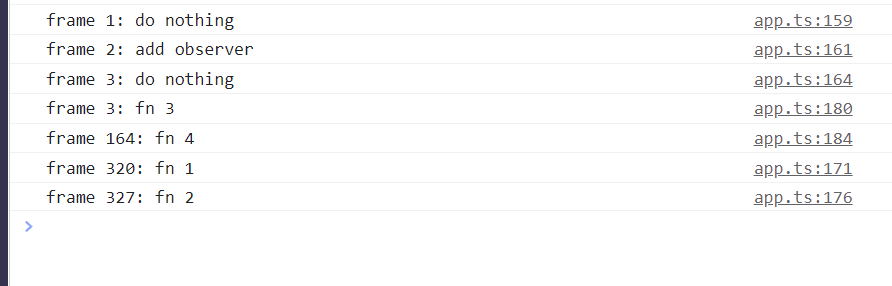 frame 1: do nothing app.ts:159
frame 2: add observer app.ts:161
frame 3: do nothing app.ts:164
frame 3: fn 3 app.ts:180
frame 164: fn 4 app.ts:184
frame 320: fn 1 app.ts:171
frame 327: fn 2 app.ts:176